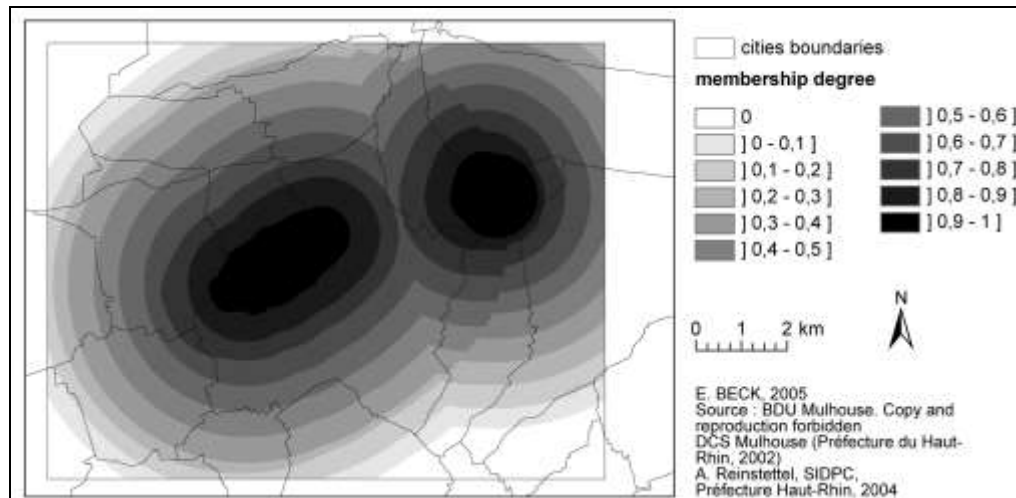 cities boundaries
membership degree
0
] 0 - 0,1 ]
] 0,1 - 0,2 ]
] 0,2 - 0,3 ]
] 0,3 - 0,4 ]
] 0,4 - 0,5 ]
] 0,5 - 0,6 ]
] 0,6 - 0,7 ]
] 0,7 - 0,8 ]
] 0,8 - 0,9 ]
] 0,9 - 1 ]
N
0 1 2 km
E. BECK, 2005
Source : BDU Mulhouse. Copy and
reproduction forbidden
DCS Mulhouse (Préfecture du Haut-
Rhin, 2002)
A. Reinstettel, SIDPC,
Préfecture Haut-Rhin, 2004